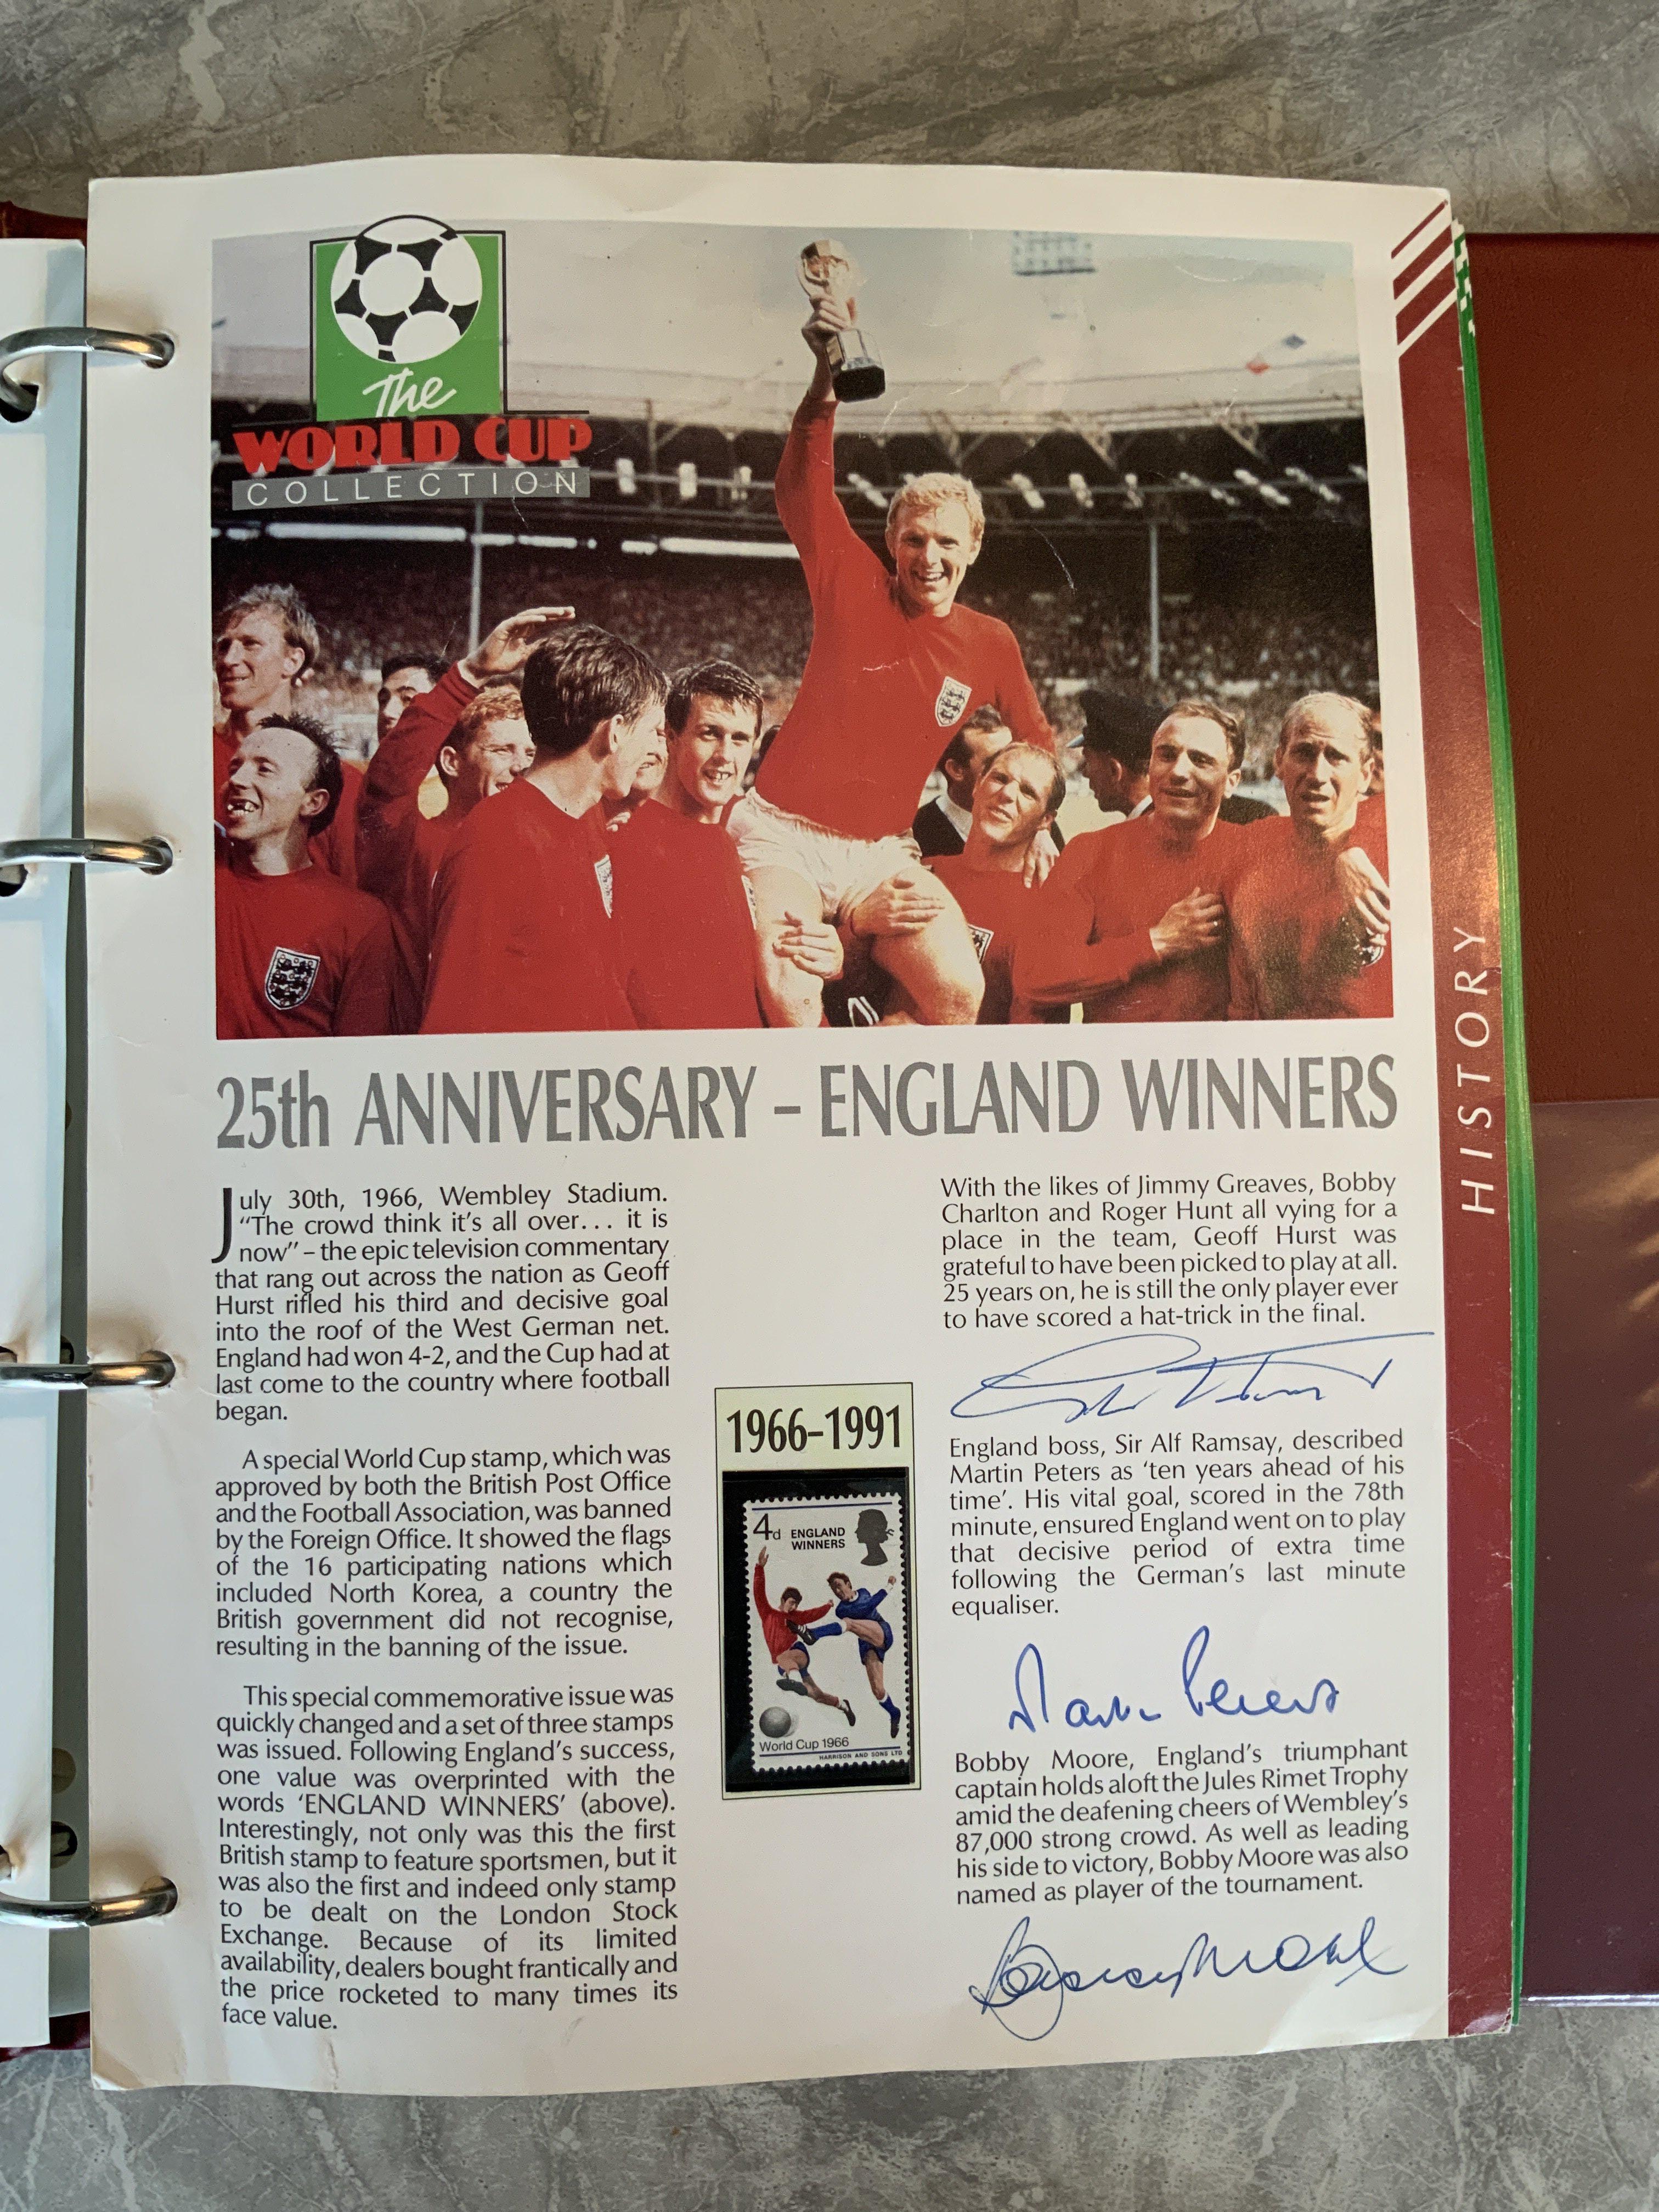 The
WORLD CUP
COLLECTION
HISTORY
25th ANNIVERSARY – ENGLAND WINNERS
July 30th, 1966, Wembley Stadium.
“The crowd think it’s all over... it is
now” – the epic television commentary
that rang out across the nation as Geoff
Hurst rifled his third and decisive goal
into the roof of the West German net.
England had won 4-2, and the Cup had at
last come to the country where football
began.
A special World Cup stamp, which was
approved by both the British Post Office
and the Football Association, was banned
by the Foreign Office. It showed the flags
of the 16 participating nations which
included North Korea, a country the
British government did not recognise,
resulting in the banning of the issue.
This special commemorative issue was
quickly changed and a set of three stamps
was issued. Following England’s success,
one value was overprinted with the
words ‘ENGLAND WINNERS’ (above).
Interestingly, not only was this the first
British stamp to feature sportsmen, but it
was also the first and indeed only stamp
to be dealt on the London Stock
Exchange. Because of its limited
availability, dealers bought frantically and
the price rocketed to many times its
face value.
1966–1991
4d ENGLAND
WINNERS
World Cup 1966
HARRISON AND SONS LTD
With the likes of Jimmy Greaves, Bobby
Charlton and Roger Hunt all vying for a
place in the team, Geoff Hurst was
grateful to have been picked to play at all.
25 years on, he is still the only player ever
to have scored a hat-trick in the final.
England boss, Sir Alf Ramsay, described
Martin Peters as ‘ten years ahead of his
time’. His vital goal, scored in the 78th
minute, ensured England went on to play
that decisive period of extra time
following the German’s last minute
equaliser.
Martin Peters
Bobby Moore, England’s triumphant
captain holds aloft the Jules Rimet Trophy
amid the deafening cheers of Wembley’s
87,000 strong crowd. As well as leading
his side to victory, Bobby Moore was also
named as player of the tournament.
Bobby Moore